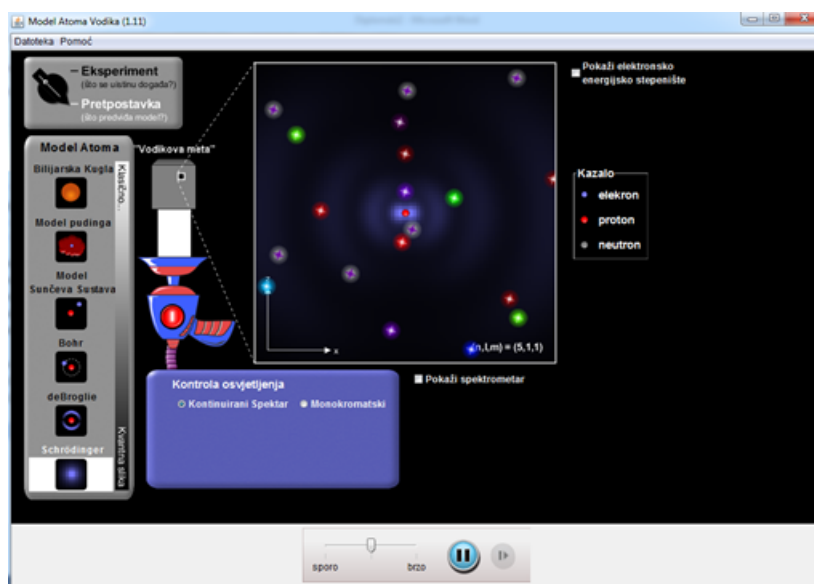 Model Atoma Vodika (1.11)
Datoteka Pomoć
Eksperiment
(što se uistinu događa?)
Pretpostavka
(što predviđa model?)
Model Atoma
Bilijarska Kugla
Model pudinga
Model
Sunčeva Sustava
Bohr
deBroglie
Schrödinger
Klasično...
Kvantna slika
"Vodikova meta"
z
x
(n,l,m) = (5,1,1)
Pokaži elektronsko
energijsko stepenište
Kazalo
elekron
proton
neutron
Kontrola osvjetljenja
Kontinuirani Spektar
Monokromatski
Pokaži spektrometar
sporo
brzo